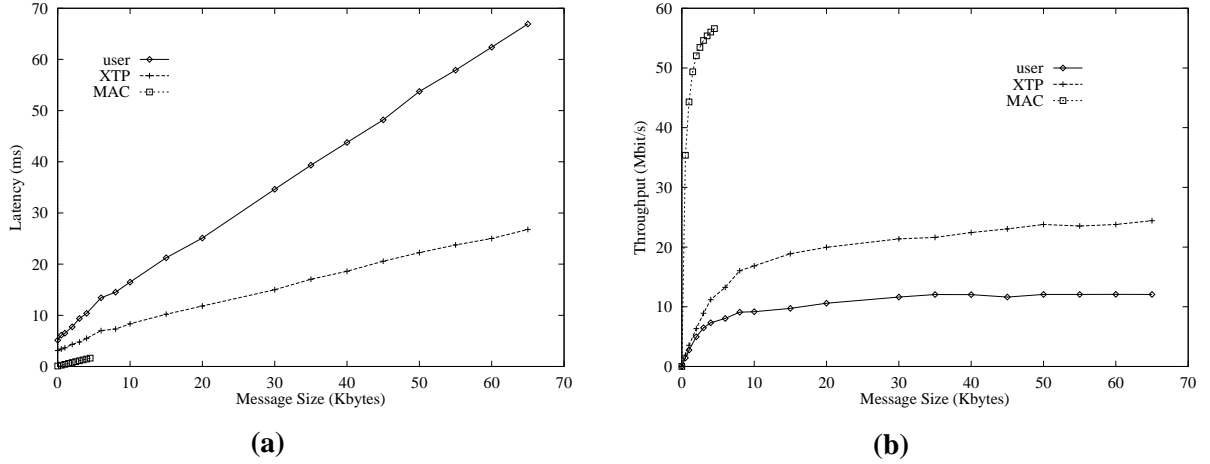 70
60
50
40
30
20
10
0
Latency (ms)
user
XTP
MAC
0 10 20 30 40 50 60 70
Message Size (Kbytes)
(a)
60
50
40
30
20
10
0
Throughput (Mbit/s)
user
XTP
MAC
0 10 20 30 40 50 60 70
Message Size (Kbytes)
(b)